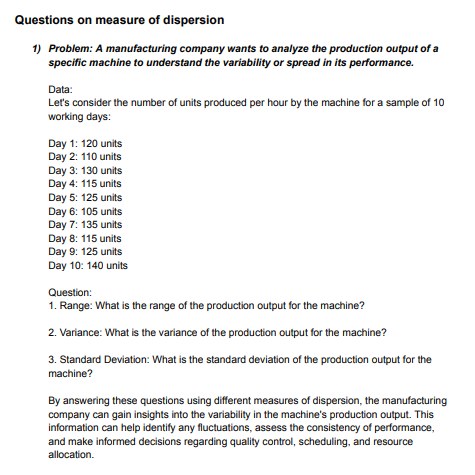 Questions on measure of dispersion
1) Problem: A manufacturing company wants to analyze the production output of a
specific machine to understand the variability or spread in its performance.
Data:
Let's consider the number of units produced per hour by the machine for a sample of 10
working days:
Day 1: 120 units
Day 2: 110 units
Day 3: 130 units
Day 4: 115 units
Day 5: 125 units
Day 6: 105 units
Day 7: 135 units
Day 8: 115 units
Day 9: 125 units
Day 10: 140 units
Question:
1. Range: What is the range of the production output for the machine?
2. Variance: What is the variance of the production output for the machine?
3. Standard Deviation: What is the standard deviation of the production output for the
machine?
By answering these questions using different measures of dispersion, the manufacturing
company can gain insights into the variability in the machine's production output. This
information can help identify any fluctuations, assess the consistency of performance,
and make informed decisions regarding quality control, scheduling, and resource
allocation.